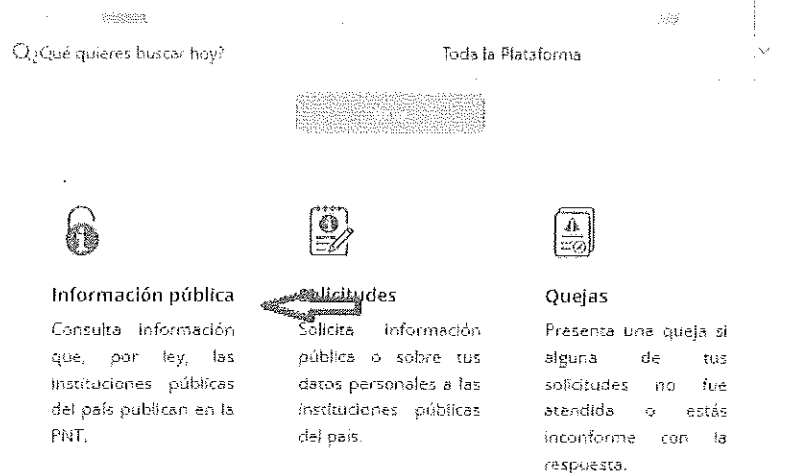 ¿Qué quieres buscar hoy?
Toda la Plataforma
Información pública
Consulta información
que, por ley, las
instituciones públicas
del país publican en la
PNT.
Solicitudes
Solicita información
pública o sobre tus
datos personales a las
instituciones públicas
del país.
Quejas
Presenta una queja si
alguna de tus
solicitudes no fue
atendida o estás
inconforme con la
respuesta.